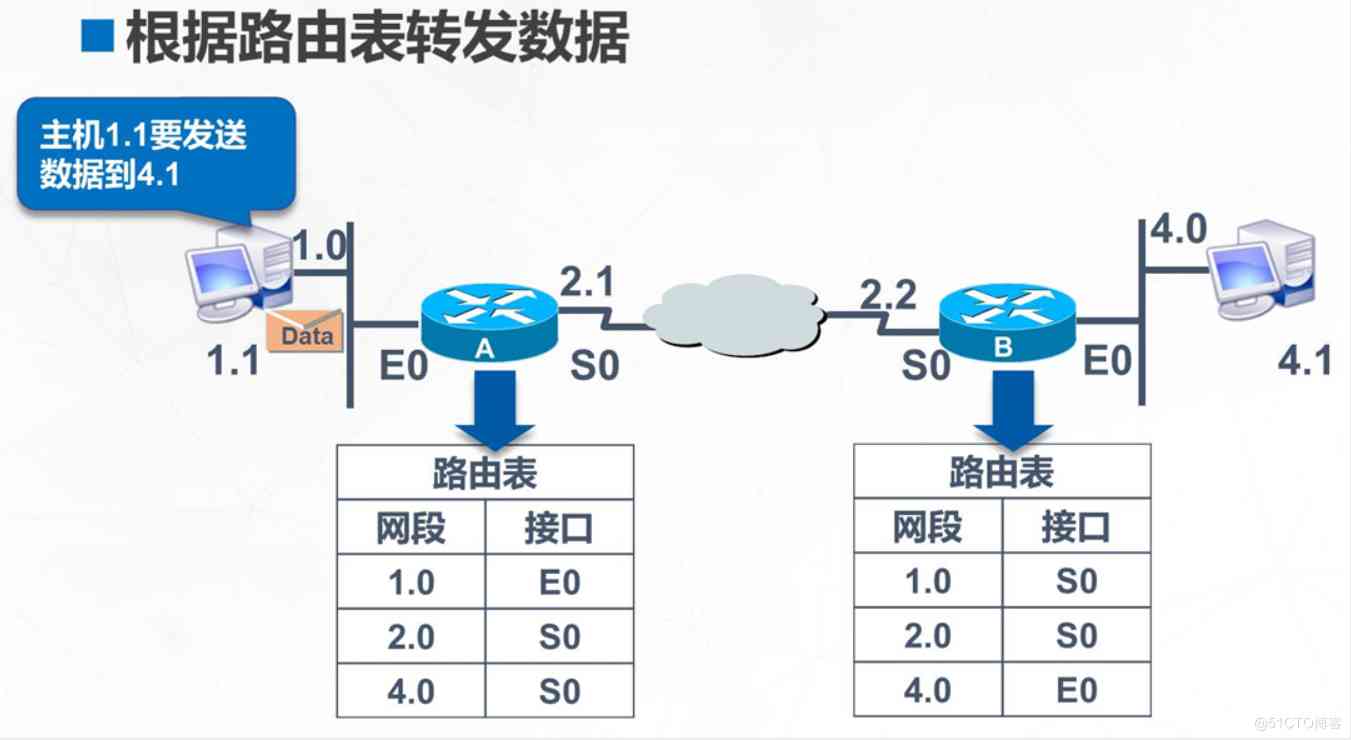 根据路由表转发数据
主机1.1要发送
数据到4.1
1.0
4.0
2.1
2.2
Data
A
B
1.1
E0
S0
S0
E0
4.1
路由表
网段 接口
1.0 E0
2.0 S0
4.0 S0
路由表
网段 接口
1.0 S0
2.0 S0
4.0 E0
@51CTO博客